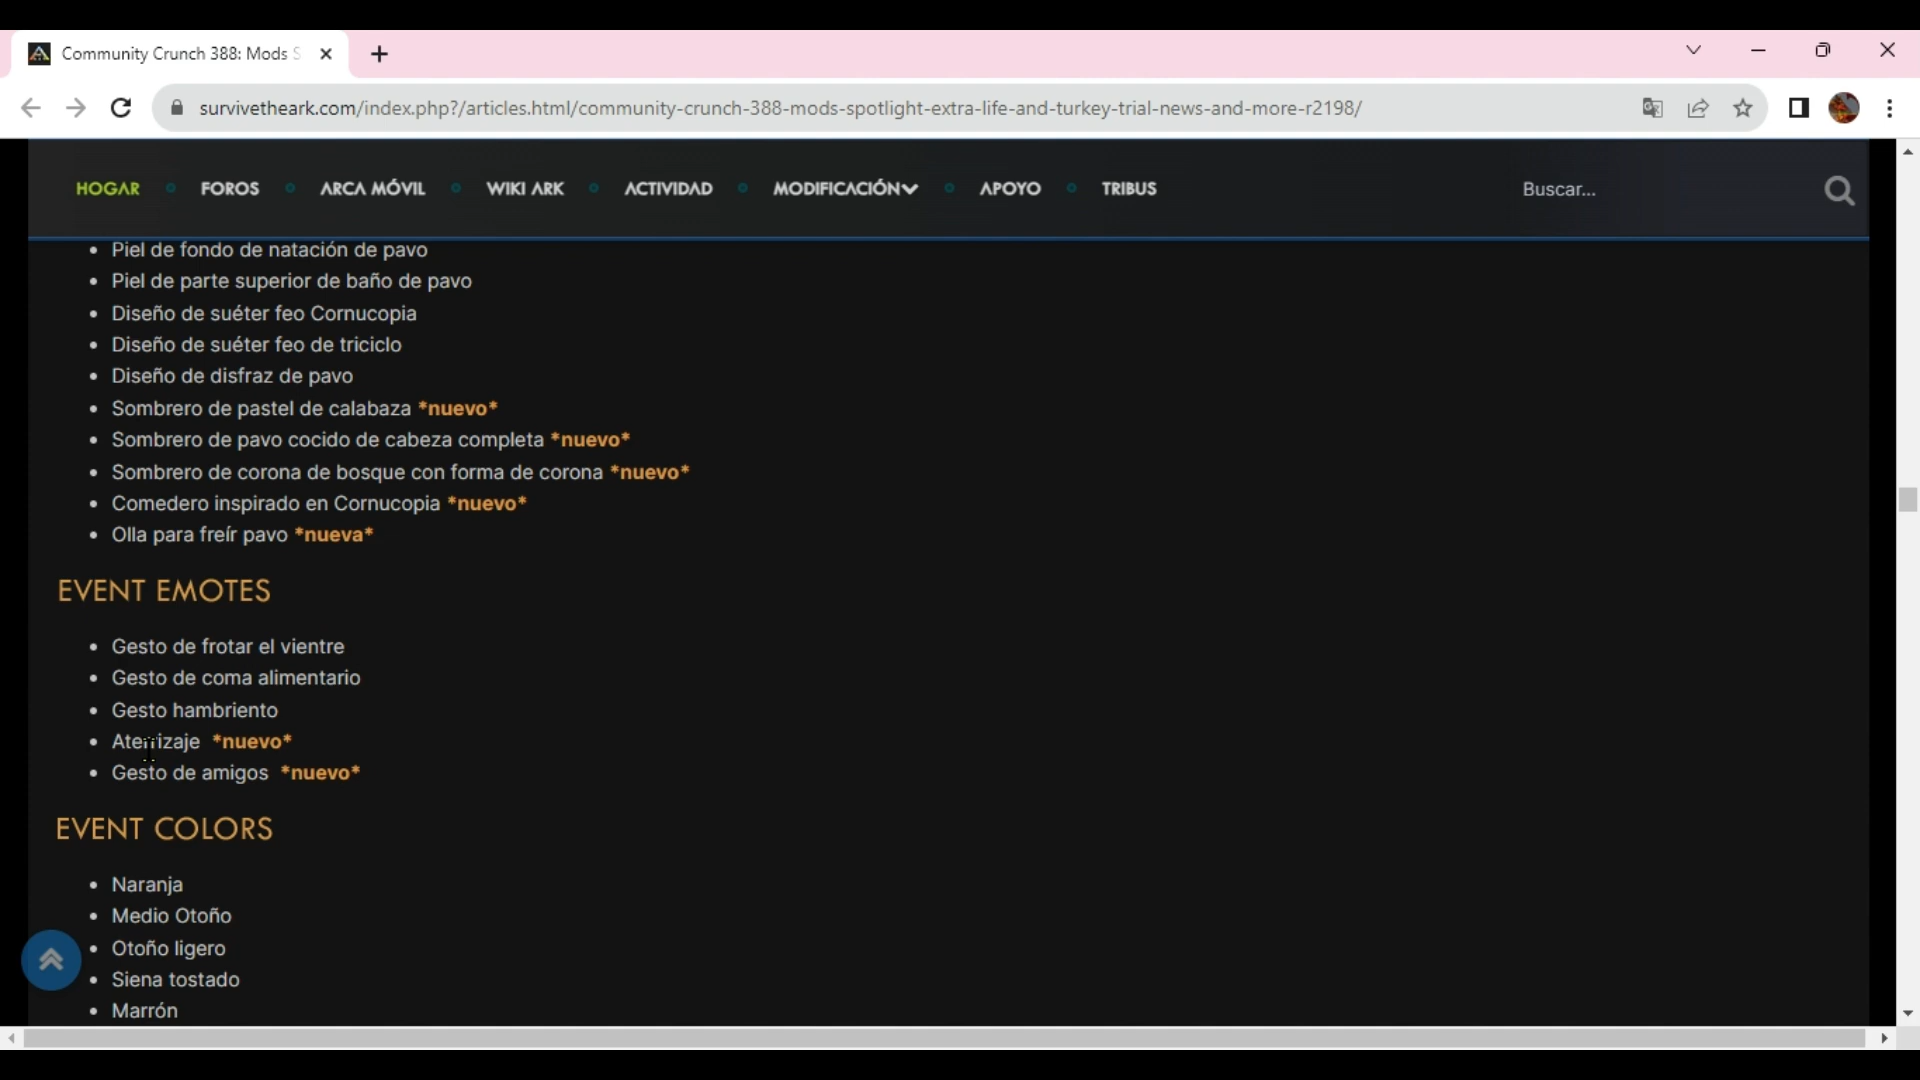 Community Crunch 388: Mods S
survivetheark.com/index.php?/articles.html/community-crunch-388-mods-spotlight-extra-life-and-turkey-trial-news-and-more-r2198/
HOGAR FOROS ARCA MÓVIL WIKI ARK ACTIVIDAD MODIFICACIÓN APOYO TRIBUS Buscar...
Piel de fondo de natación de pavo
Piel de parte superior de baño de pavo
Diseño de suéter feo Cornucopia
Diseño de suéter feo de triciclo
Diseño de disfraz de pavo
Sombrero de pastel de calabaza *nuevo*
Sombrero de pavo cocido de cabeza completa *nuevo*
Sombrero de corona de bosque con forma de corona *nuevo*
Comedero inspirado en Cornucopia *nuevo*
Olla para freír pavo *nueva*
EVENT EMOTES
Gesto de frotar el vientre
Gesto de coma alimentario
Gesto hambriento
Aterrizaje *nuevo*
Gesto de amigos *nuevo*
EVENT COLORS
Naranja
Medio Otoño
Otoño ligero
Siena tostado
Marrón